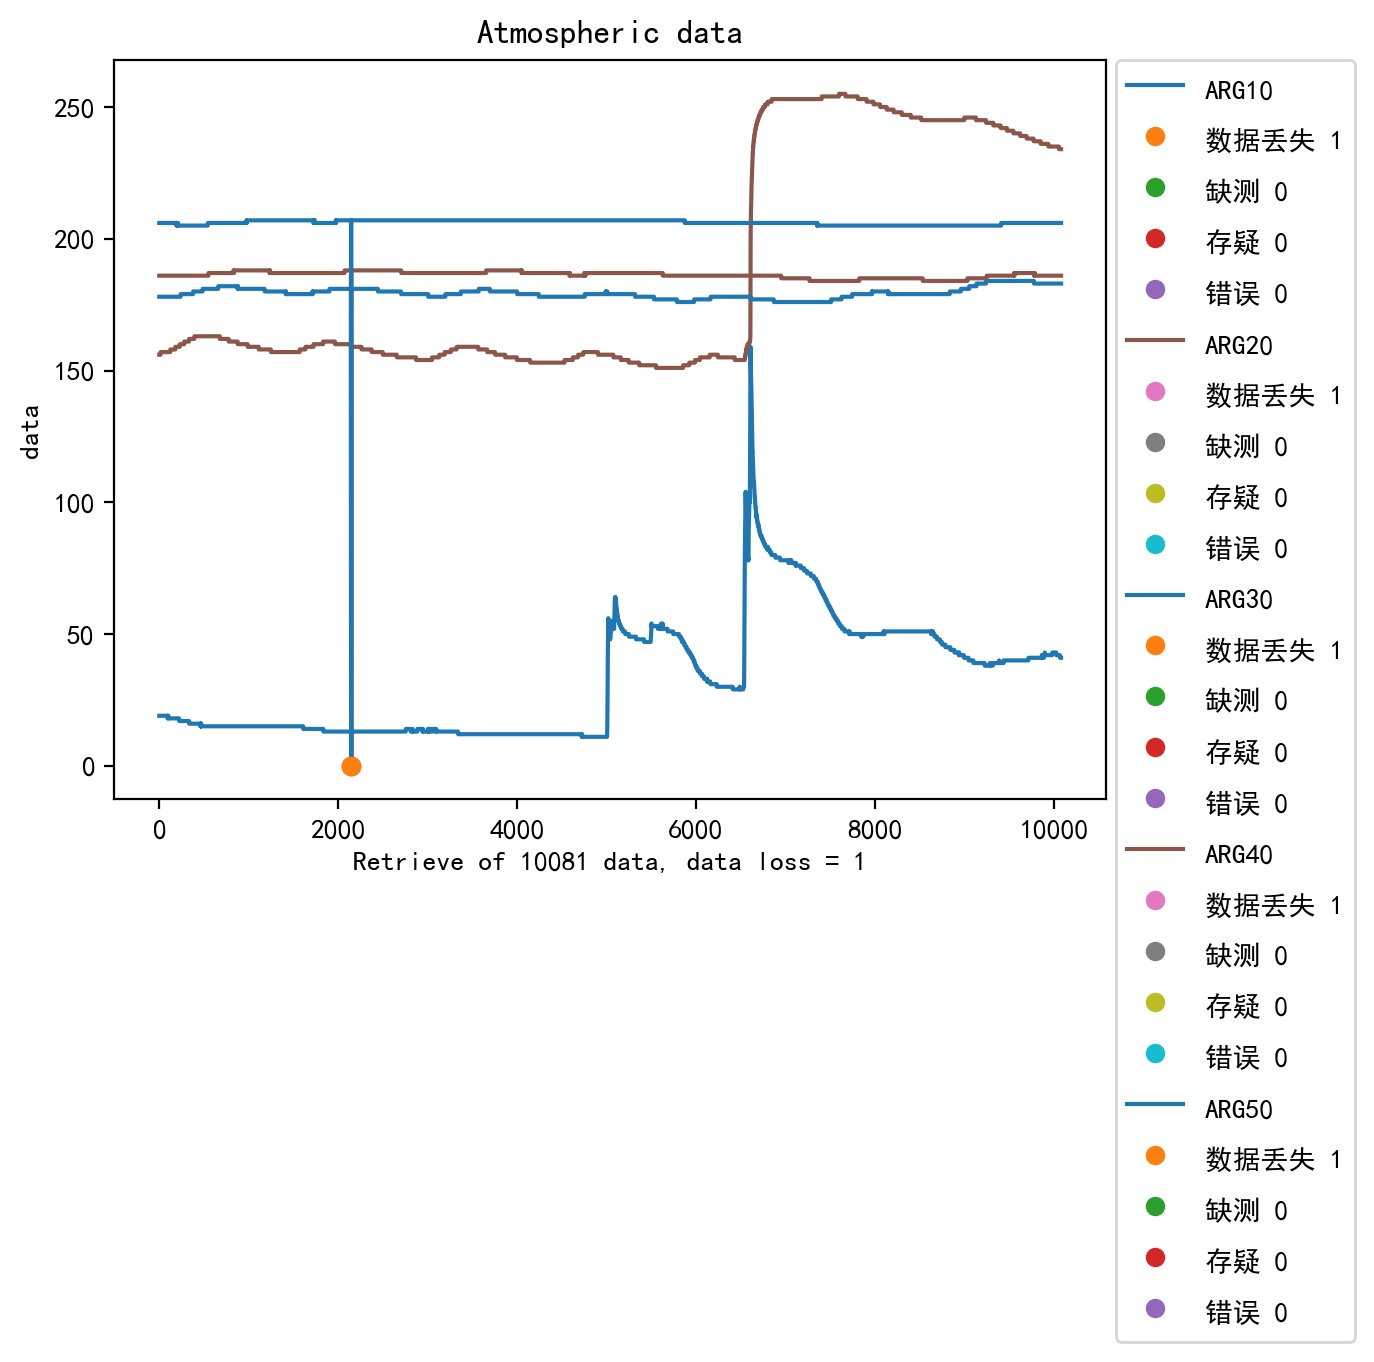 Atmospheric data
data
250
200
150
100
50
0
0 2000 4000 6000 8000 10000
Retrieve of 10081 data, data loss = 1
ARG10
数据丢失 1
缺测 0
存疑 0
错误 0
ARG20
数据丢失 1
缺测 0
存疑 0
错误 0
ARG30
数据丢失 1
缺测 0
存疑 0
错误 0
ARG40
数据丢失 1
缺测 0
存疑 0
错误 0
ARG50
数据丢失 1
缺测 0
存疑 0
错误 0